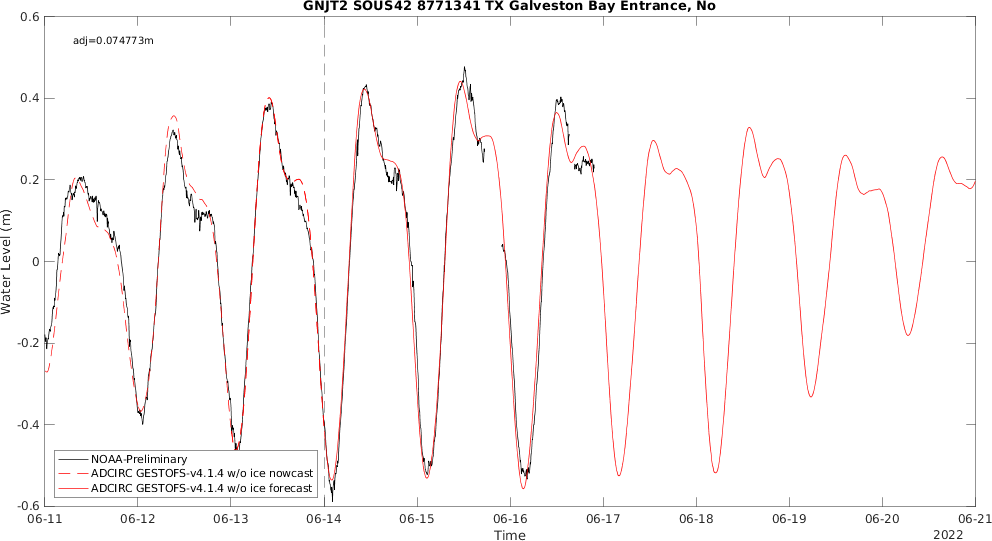 GNJT2 SOUS42 8771341 TX Galveston Bay Entrance, No
adj=0.074773m
0.6
0.4
0.2
0
-0.2
-0.4
-0.6
Water Level (m)
NOAA-Preliminary
ADCIRC GESTOFS-v4.1.4 w/o ice nowcast
ADCIRC GESTOFS-v4.1.4 w/o ice forecast
06-11 06-12 06-13 06-14 06-15 06-16 06-17 06-18 06-19 06-20 06-21
Time
2022